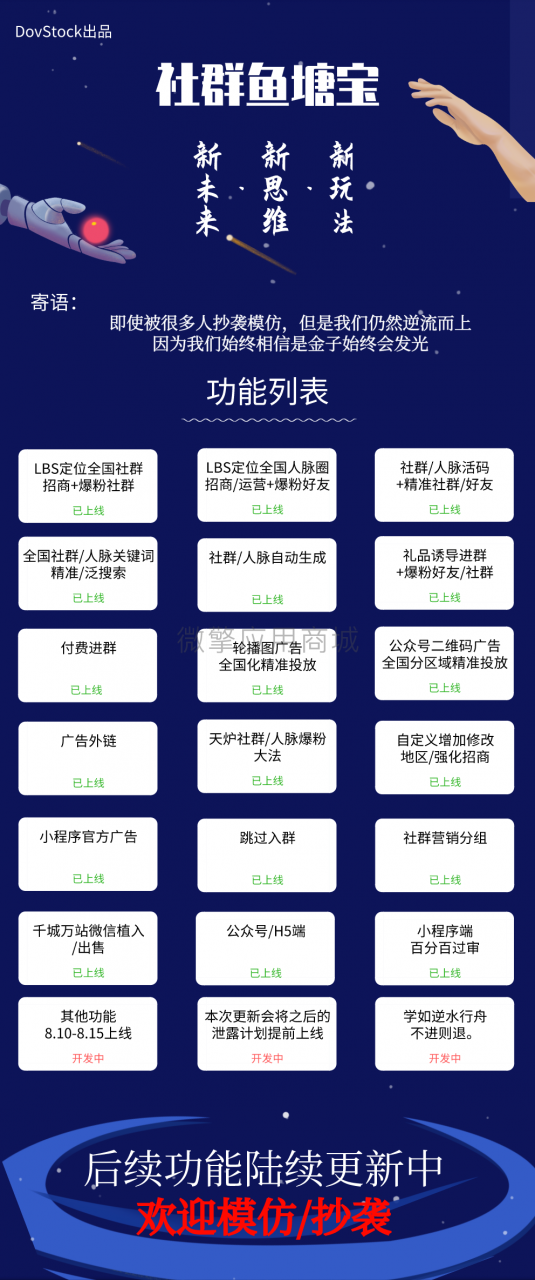 DovStock出品
社群鱼塘宝
新未来·新思维·新玩法
寄语：
即使被很多人抄袭模仿，但是我们仍然逆流而上
因为我们始终相信是金子始终会发光
功能列表
LBS定位全国社群
招商+爆粉社群
已上线
LBS定位全国人脉圈
招商/运营+爆粉好友
已上线
社群/人脉活码
+精准社群/好友
已上线
全国社群/人脉关键词
精准/泛搜索
已上线
社群/人脉自动生成
已上线
礼品诱导进群
+爆粉好友/社群
已上线
微擎应用商城
付费进群
已上线
轮播图广告
全国化精准投放
已上线
公众号二维码广告
全国分区域精准投放
已上线
广告外链
已上线
天炉社群/人脉爆粉
大法
已上线
自定义增加修改
地区/强化招商
已上线
小程序官方广告
已上线
跳过入群
已上线
社群营销分组
已上线
千城万站微信植入
/出售
已上线
公众号/H5端
已上线
小程序端
百分百过审
已上线
其他功能
8.10-8.15上线
开发中
本次更新会将之后的
泄露计划提前上线
开发中
学如逆水行舟
不进则退。
开发中
后续功能陆续更新中
欢迎模仿/抄袭